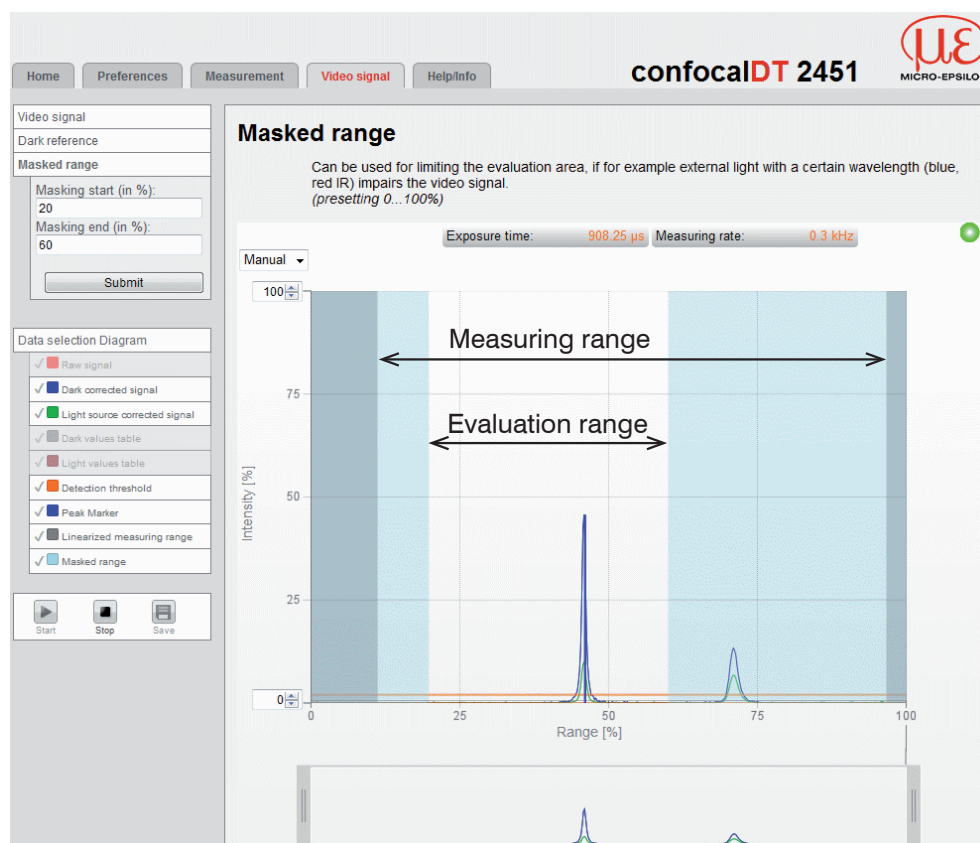 Home
Preferences
Measurement
Video signal
Help/Info
confocalDT 2451
με
MICRO-EPSILO
Video signal
Dark reference
Masked range
Masking start (in %):
20
Masking end (in %):
60
Submit
Data selection Diagram
Raw signal
Dark corrected signal
Light source corrected signal
Dark values table
Light values table
Detection threshold
Peak Marker
Linearized measuring range
Masked range
Start
Stop
Save
Masked range
Can be used for limiting the evaluation area, if for example external light with a certain wavelength (blue,
red IR) impairs the video signal.
(presetting 0...100%)
Exposure time: 908.25 µs
Measuring rate: 0.3 kHz
Manual
100
75
50
25
0
Intensity [%]
Measuring range
Evaluation range
0 25 50 75 100
Range [%]